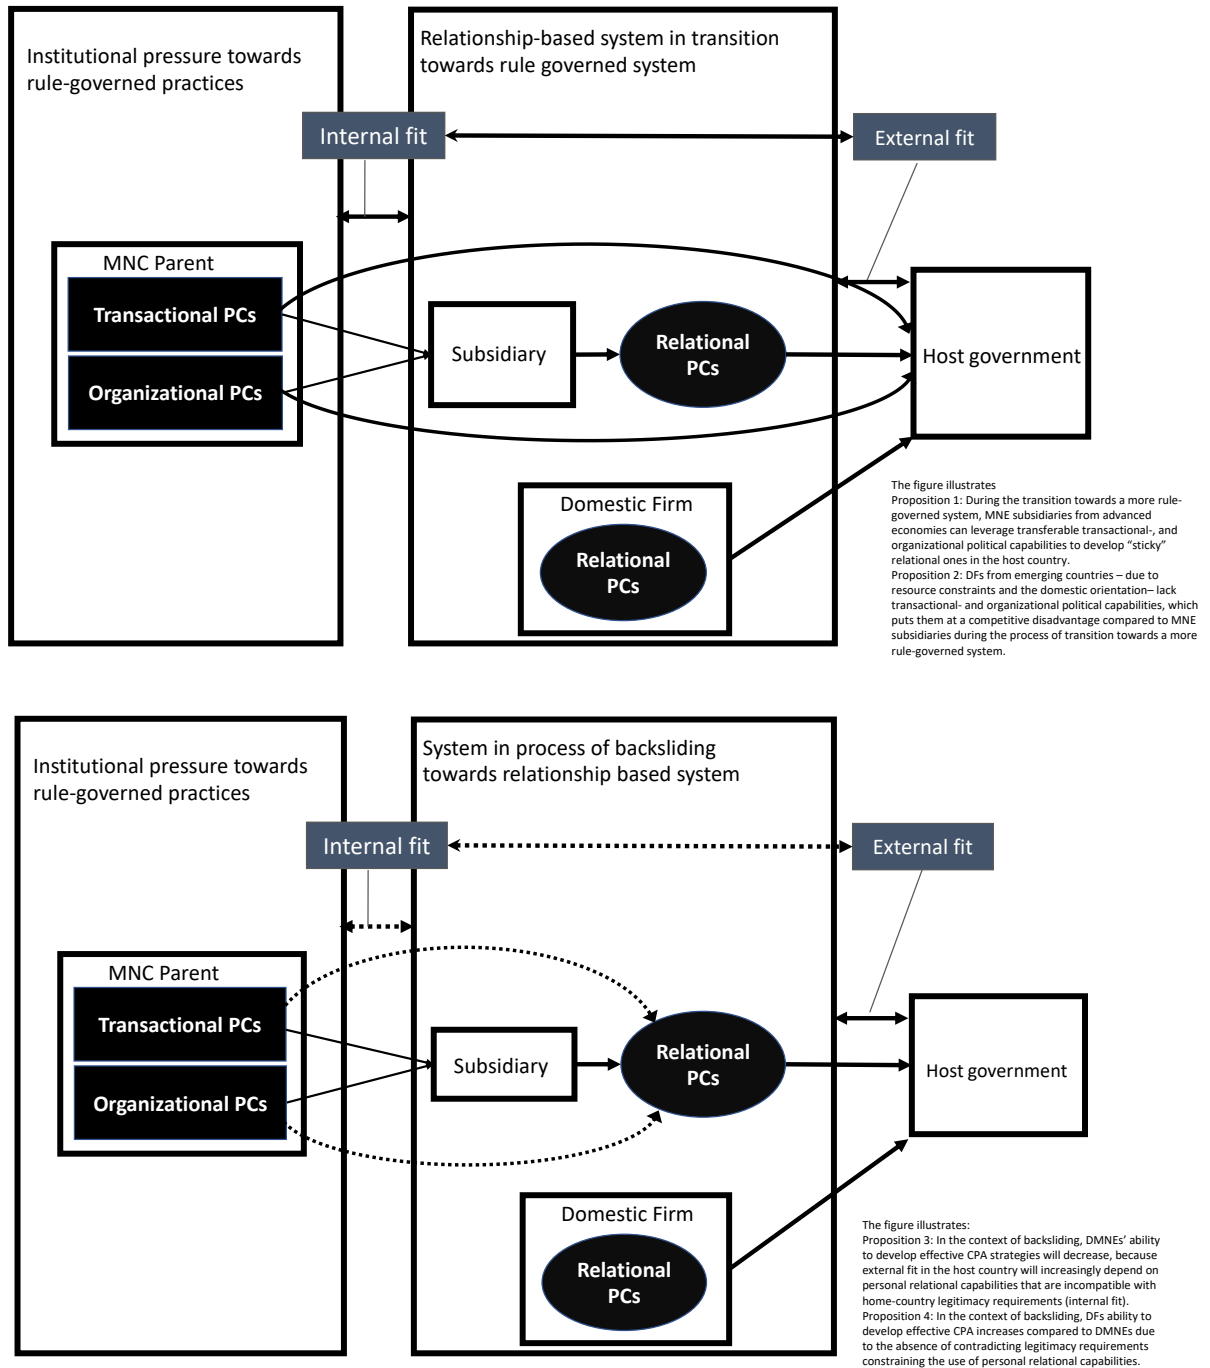 Institutional pressure towards
rule-governed practices
Relationship-based system in transition
towards rule governed system
Internal fit
External fit
MNC Parent
Transactional PCs
Organizational PCs
Subsidiary
Relational
PCs
Host government
Domestic Firm
Relational
PCs
The figure illustrates
Proposition 1: During the transition towards a more rule-
governed system, MNE subsidiaries from advanced
economies can leverage transferable transactional-, and
organizational political capabilities to develop “sticky”
relational ones in the host country.
Proposition 2: DFs from emerging countries – due to
resource constraints and the domestic orientation– lack
transactional- and organizational political capabilities, which
puts them at a competitive disadvantage compared to MNE
subsidiaries during the process of transition towards a more
rule-governed system.
Institutional pressure towards
rule-governed practices
System in process of backsliding
towards relationship based system
Internal fit
External fit
MNC Parent
Transactional PCs
Organizational PCs
Subsidiary
Relational
PCs
Host government
Domestic Firm
Relational
PCs
The figure illustrates:
Proposition 3: In the context of backsliding, DMNEs’ ability
to develop effective CPA strategies will decrease, because
external fit in the host country will increasingly depend on
personal relational capabilities that are incompatible with
home-country legitimacy requirements (internal fit).
Proposition 4: In the context of backsliding, DFs ability to
develop effective CPA increases compared to DMNEs due
to the absence of contradicting legitimacy requirements
constraining the use of personal relational capabilities.